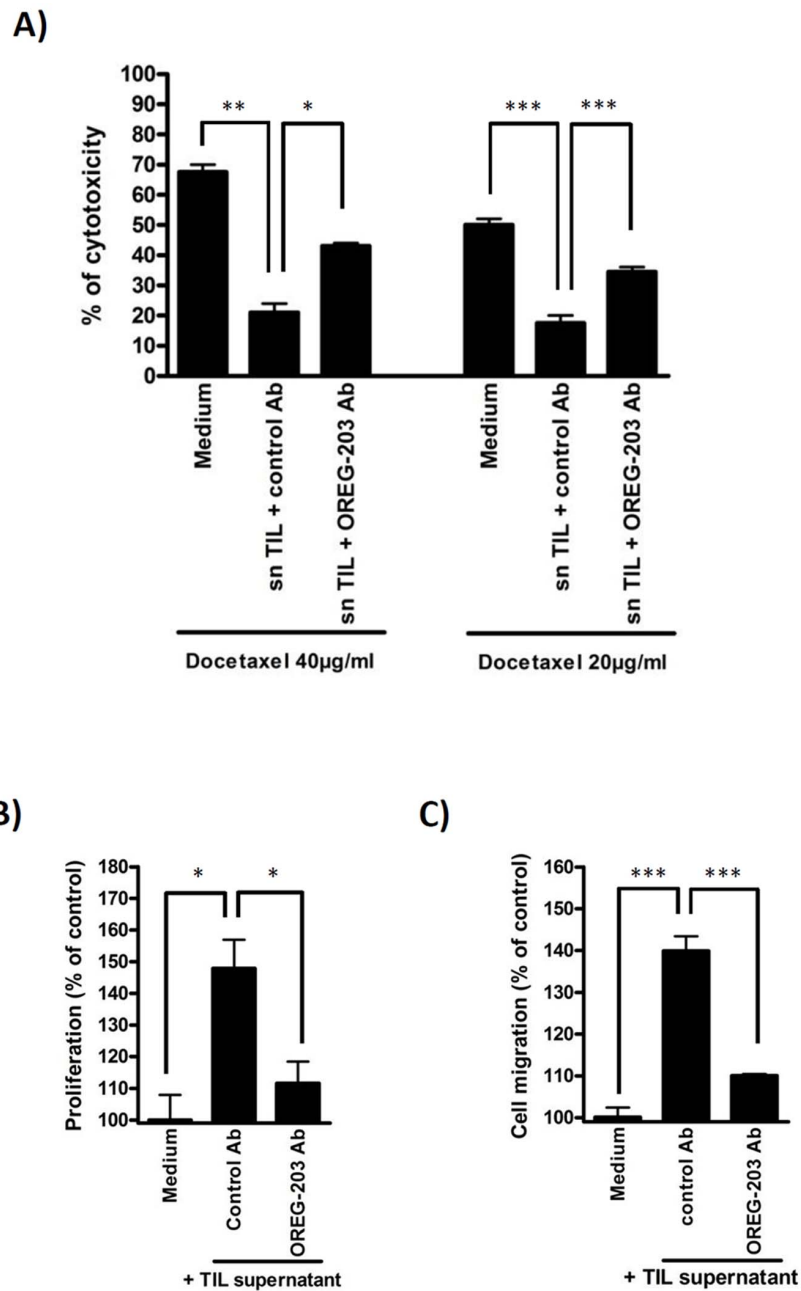 A)
% of cytotoxicity
100
90
80
70
60
50
40
30
20
10
0
** * *** ***
Medium
sn TIL + control Ab
sn TIL + OREG-203 Ab
Medium
sn TIL + control Ab
sn TIL + OREG-203 Ab
Docetaxel 40µg/ml
Docetaxel 20µg/ml
B)
Proliferation (% of control)
180
170
160
150
140
130
120
110
100
* *
Medium
Control Ab
OREG-203 Ab
+ TIL supernatant
C)
Cell migration (% of control)
160
150
140
130
120
110
100
*** ***
Medium
control Ab
OREG-203 Ab
+ TIL supernatant